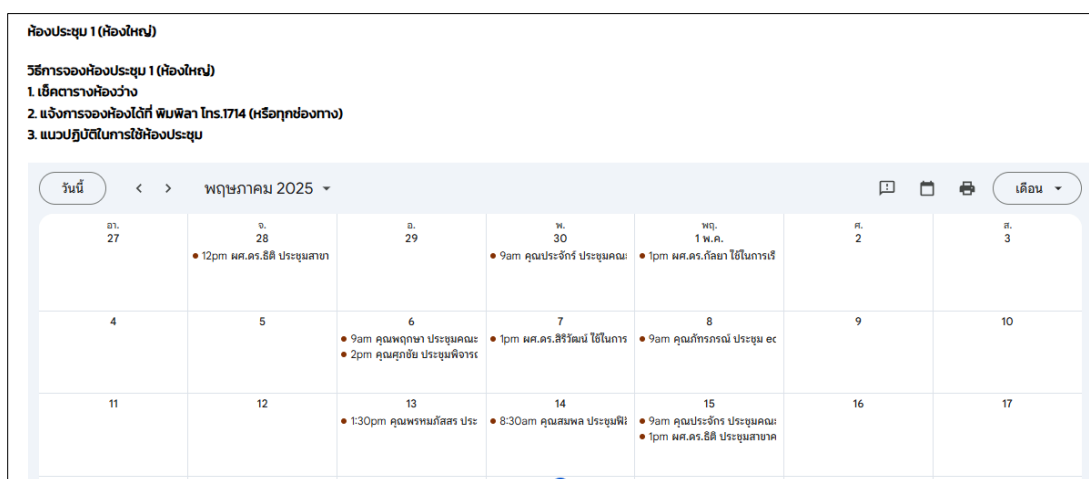 ห้องประชุม 1 (ห้องใหญ่)
วิธีการจองห้องประชุม 1 (ห้องใหญ่)
1. เช็คตารางห้องว่าง
2. แจ้งการจองห้องได้ที่ พิมพิลา โทร.1714 (หรือทุกช่องทาง)
3. แนวปฏิบัติในการใช้ห้องประชุม
วันนี้ < > พฤษภาคม 2025 เดือน
อา. จ. อ. พ. พฤ. ศ. ส.
27 28 29 30 1 พ.ค. 2 3
12pm ผศ.ดร.ธิติ ประชุมสาขา 9am คุณประจักร์ ประชุมคณะ 1pm ผศ.ดร.กัลยา ใช้ในการเรี
4 5 6 7 8 9 10
9am คุณพฤกษา ประชุมคณะ 1pm ผศ.ดร.สิริวัฒน์ ใช้ในการ 9am คุณภัทรภรณ์ ประชุม ec
2pm คุณศุภชัย ประชุมพิจารณ
11 12 13 14 15 16 17
1:30pm คุณพรหมภัสสร ประ 8:30am คุณสมพล ประชุมฟิ 9am คุณประจักร ประชุมคณะ
1pm ผศ.ดร.ธิติ ประชุมสาขาค